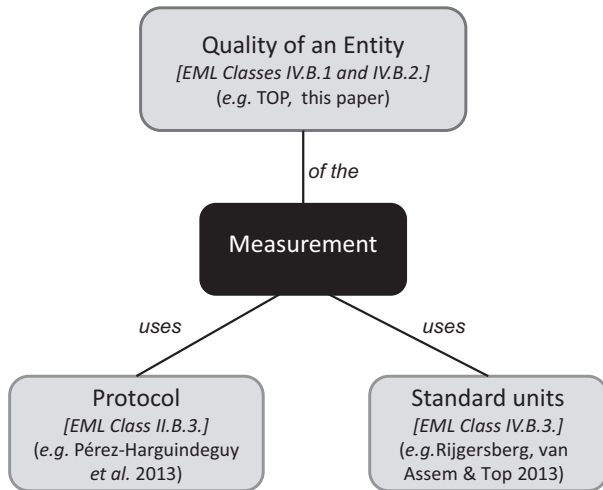 Quality of an Entity
[EML Classes IV.B.1 and IV.B.2.]
(e.g. TOP, this paper)
of the
Measurement
uses
uses
Protocol
[EML Class II.B.3.]
(e.g. Pérez-Harguindeguy
et al. 2013)
Standard units
[EML Class IV.B.3.]
(e.g.Rijgersberg, van
Assem & Top 2013)